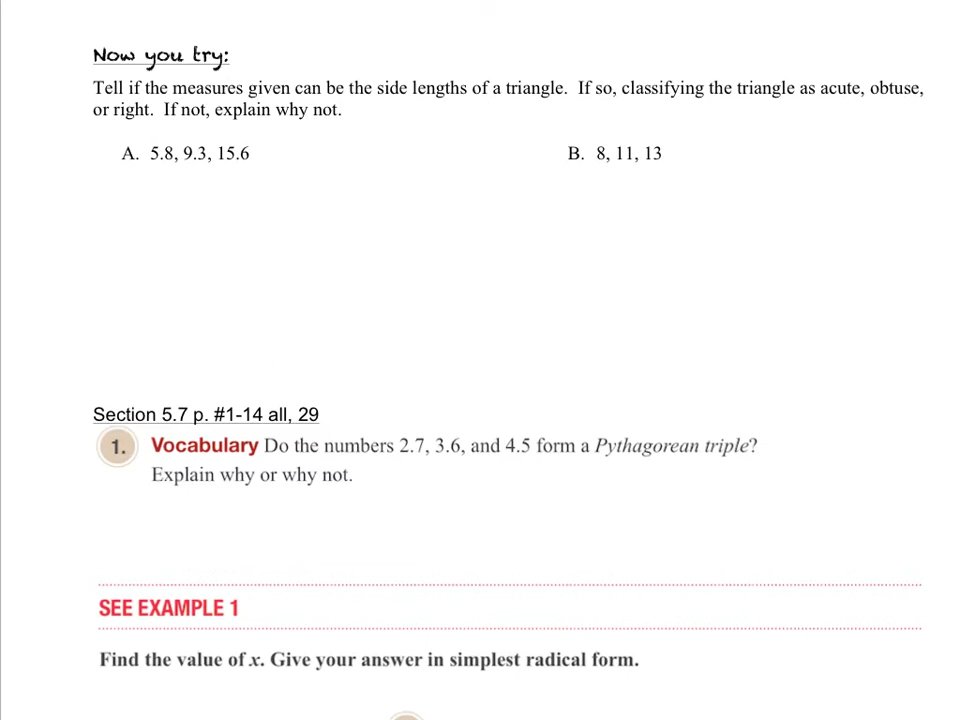 Now you try:
Tell if the measures given can be the side lengths of a triangle.  If so, classifying the triangle as acute, obtuse,
or right.  If not, explain why not.
A.  5.8, 9.3, 15.6
B.  8, 11, 13
Section 5.7 p. #1-14 all, 29
1. Vocabulary Do the numbers 2.7, 3.6, and 4.5 form a Pythagorean triple?
Explain why or why not.
SEE EXAMPLE 1
Find the value of x. Give your answer in simplest radical form.